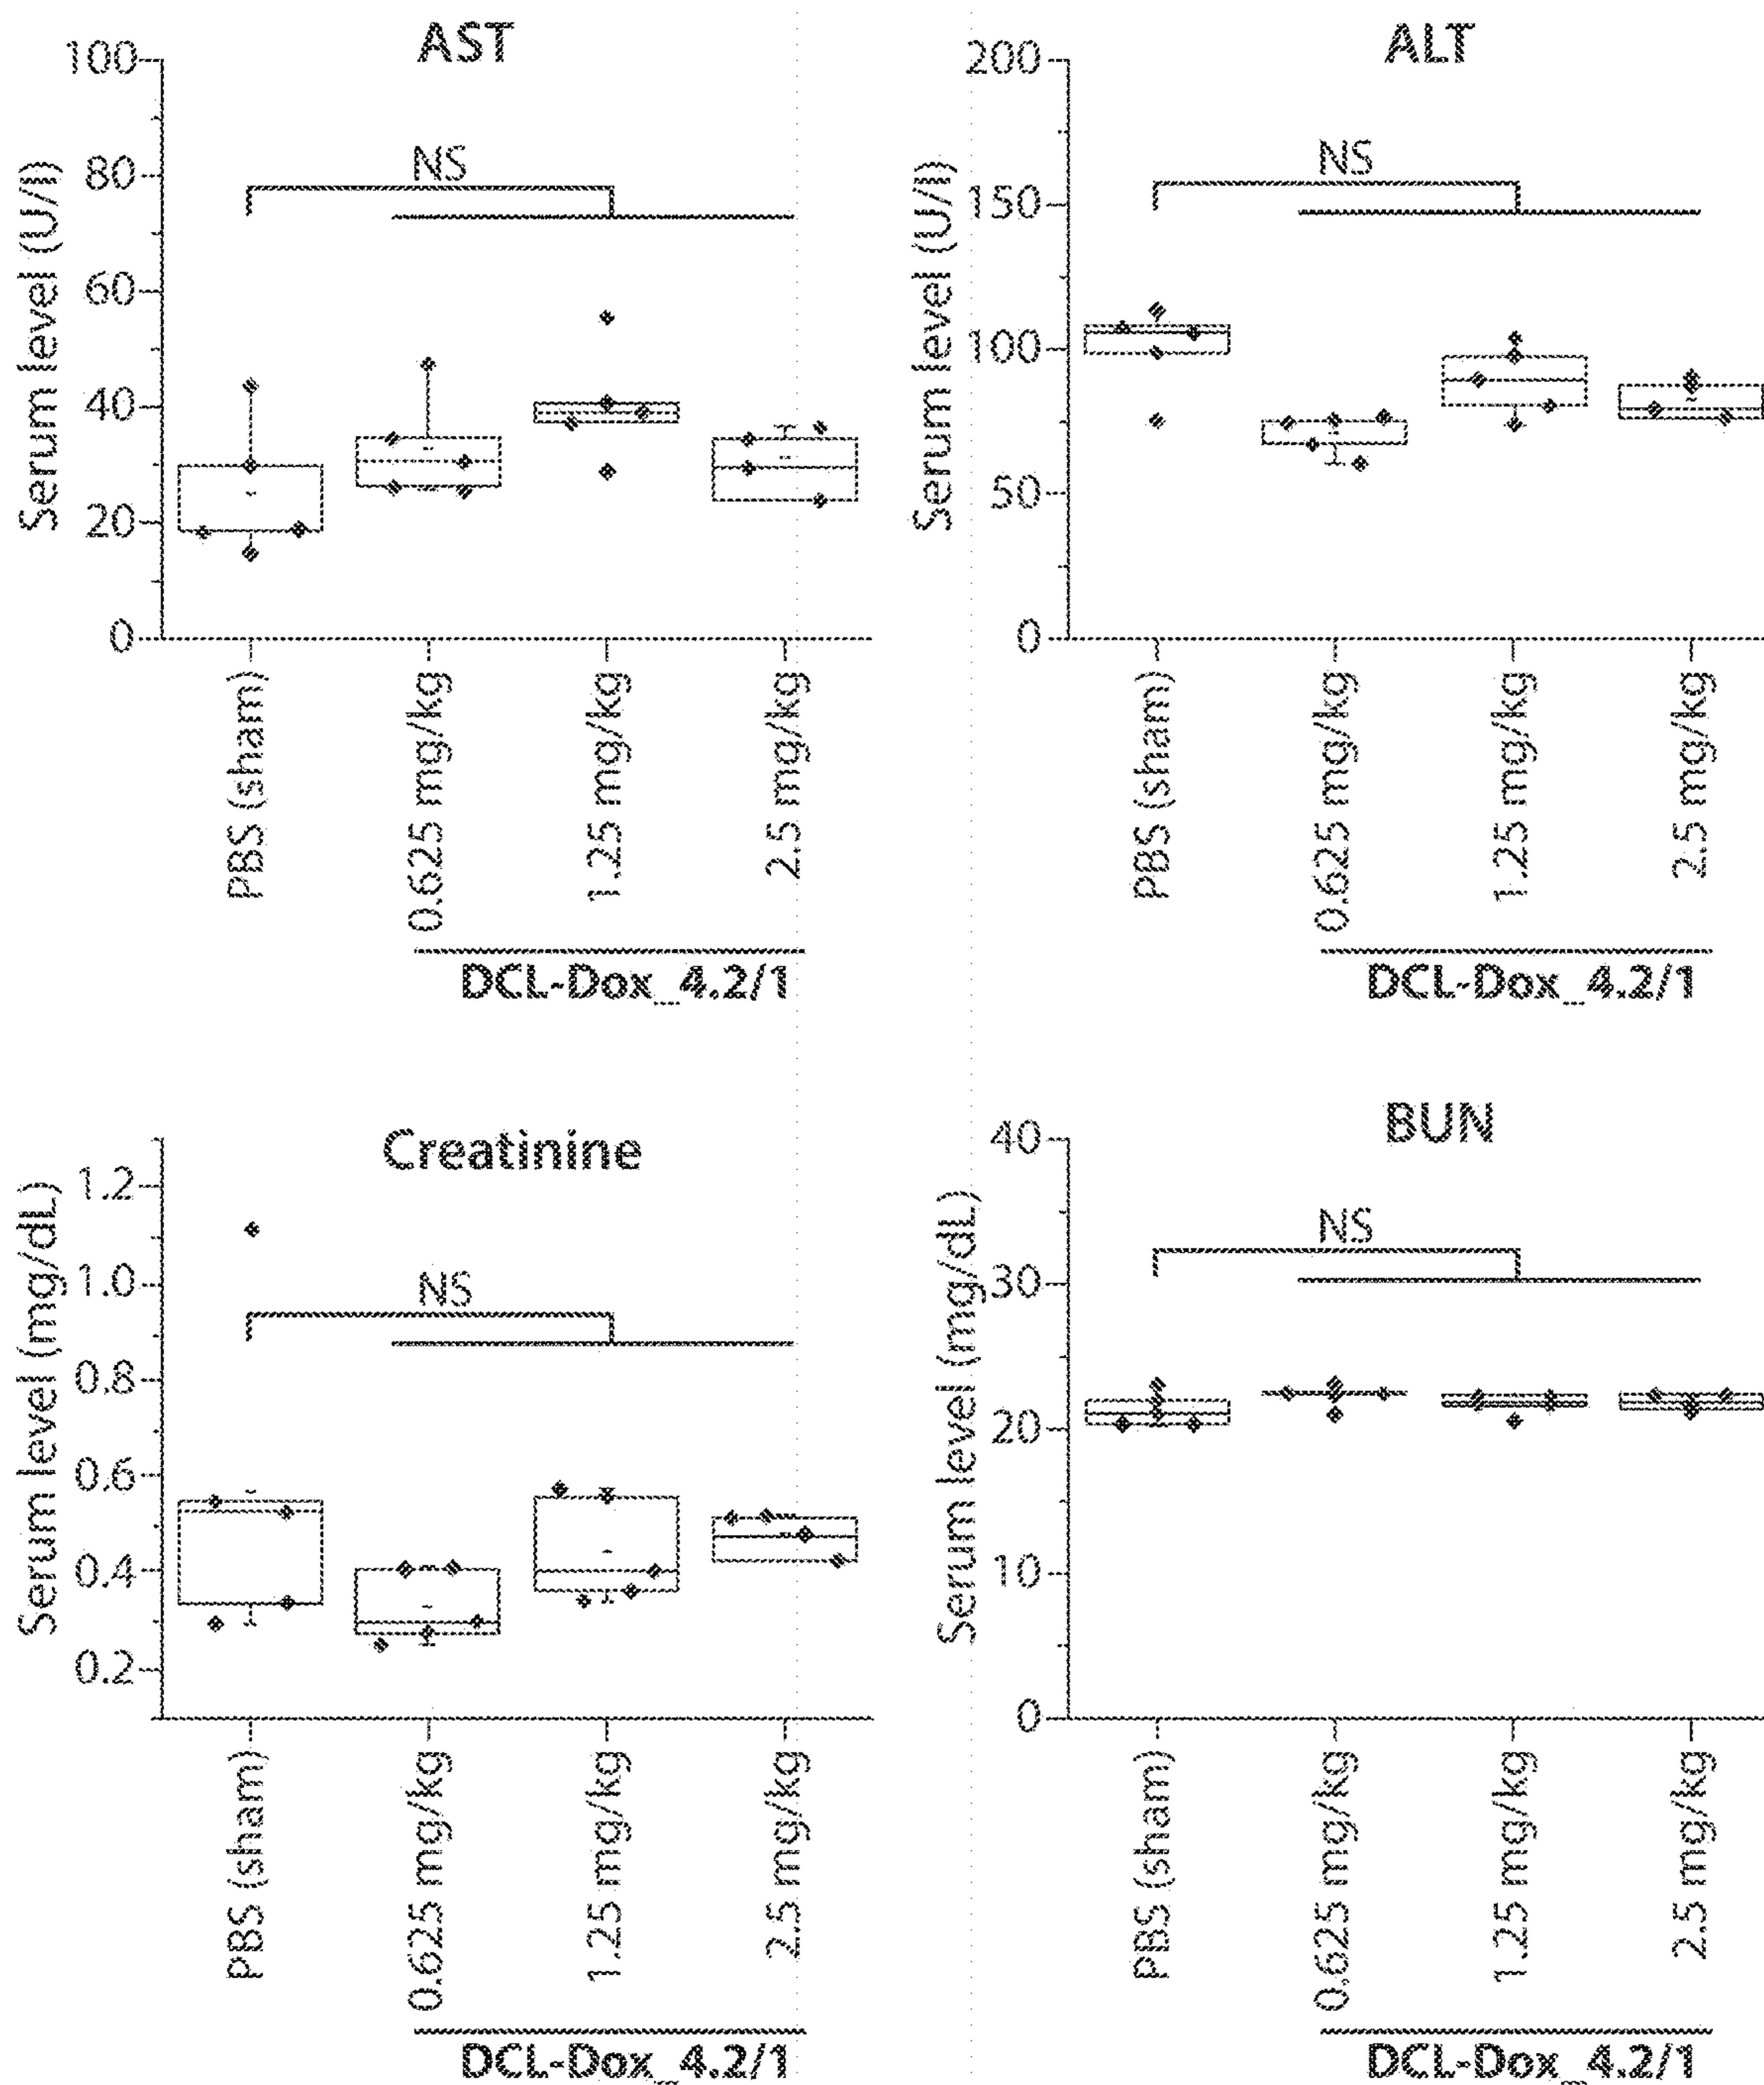 AST
100
80
60
40
20
0
Serum level (U/l)
NS
PBS (sham)
0.625 mg/kg
1.25 mg/kg
2.5 mg/kg
DCL-Dox_4.2/1
ALT
200
150
100
50
0
Serum level (U/l)
NS
PBS (sham)
0.625 mg/kg
1.25 mg/kg
2.5 mg/kg
DCL-Dox_4.2/1
Creatinine
1.2
1.0
0.8
0.6
0.4
0.2
Serum level (mg/dL)
NS
PBS (sham)
0.625 mg/kg
1.25 mg/kg
2.5 mg/kg
DCL-Dox_4.2/1
BUN
40
30
20
10
0
Serum level (mg/dL)
NS
PBS (sham)
0.625 mg/kg
1.25 mg/kg
2.5 mg/kg
DCL-Dox_4.2/1